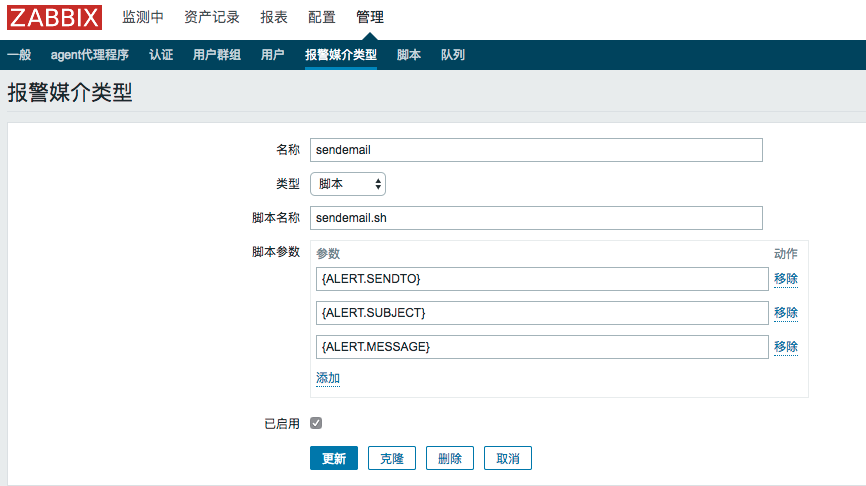 ZABBIX 监测中 资产记录 报表 配置 管理
一般 agent代理程序 认证 用户群组 用户 报警媒介类型 脚本 队列
报警媒介类型
名称 sendemail
类型 脚本
脚本名称 sendemail.sh
脚本参数 参数 动作
{ALERT.SENDTO} 移除
{ALERT.SUBJECT} 移除
{ALERT.MESSAGE} 移除
添加
已启用
更新 克隆 删除 取消